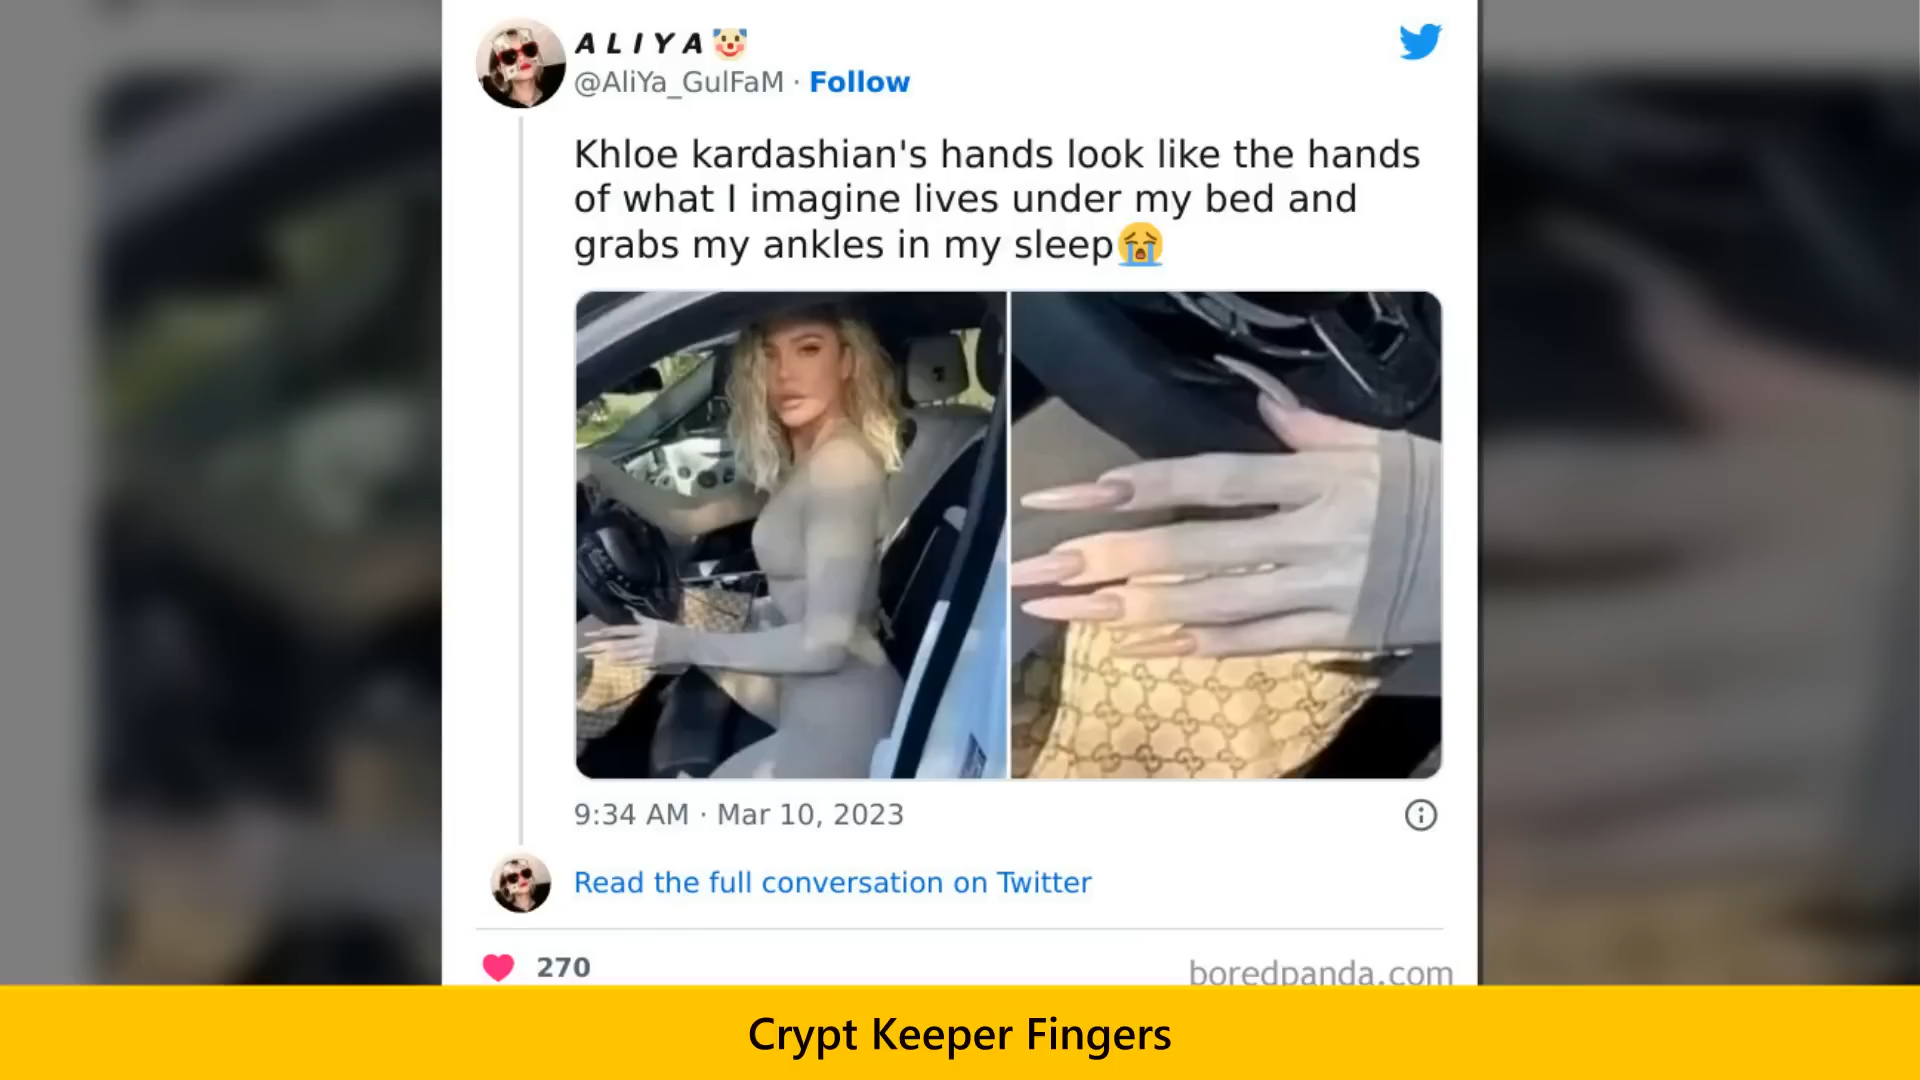 ALIYA🤡
@AliYa_GulFaM · Follow
Khloe kardashian's hands look like the hands
of what I imagine lives under my bed and
grabs my ankles in my sleep😭
9:34 AM · Mar 10, 2023
Read the full conversation on Twitter
270
boredpanda.com
Crypt Keeper Fingers